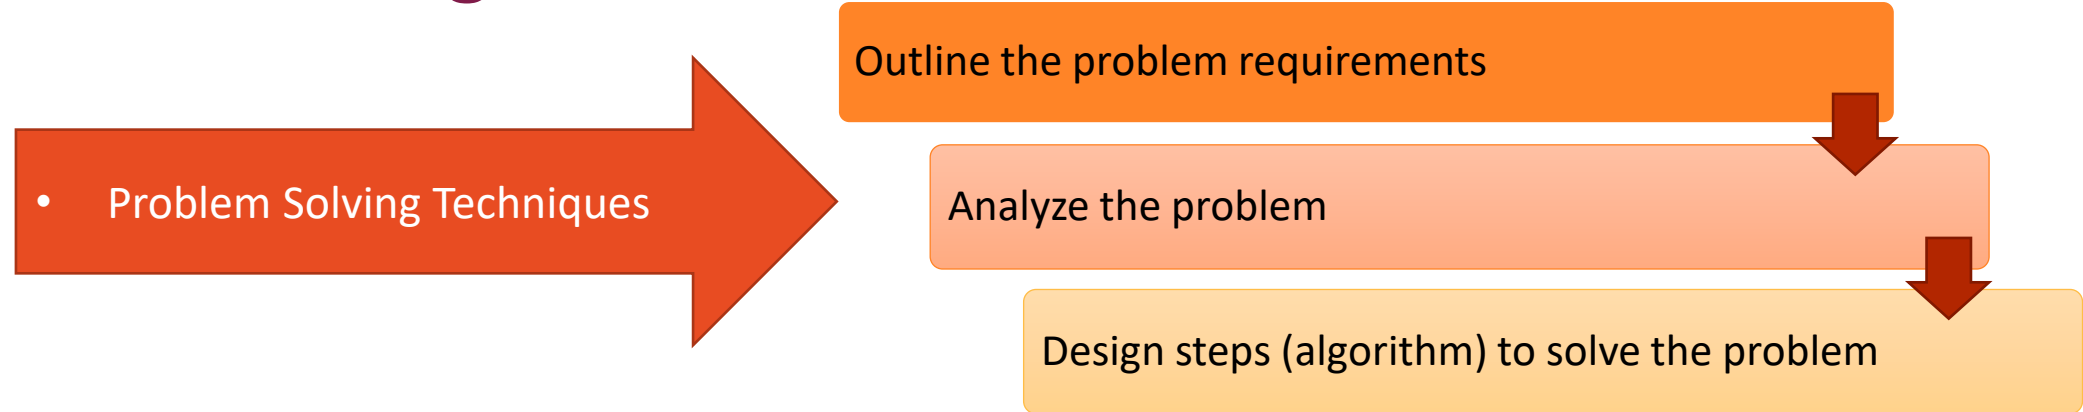 • Problem Solving Techniques
Outline the problem requirements
Analyze the problem
Design steps (algorithm) to solve the problem